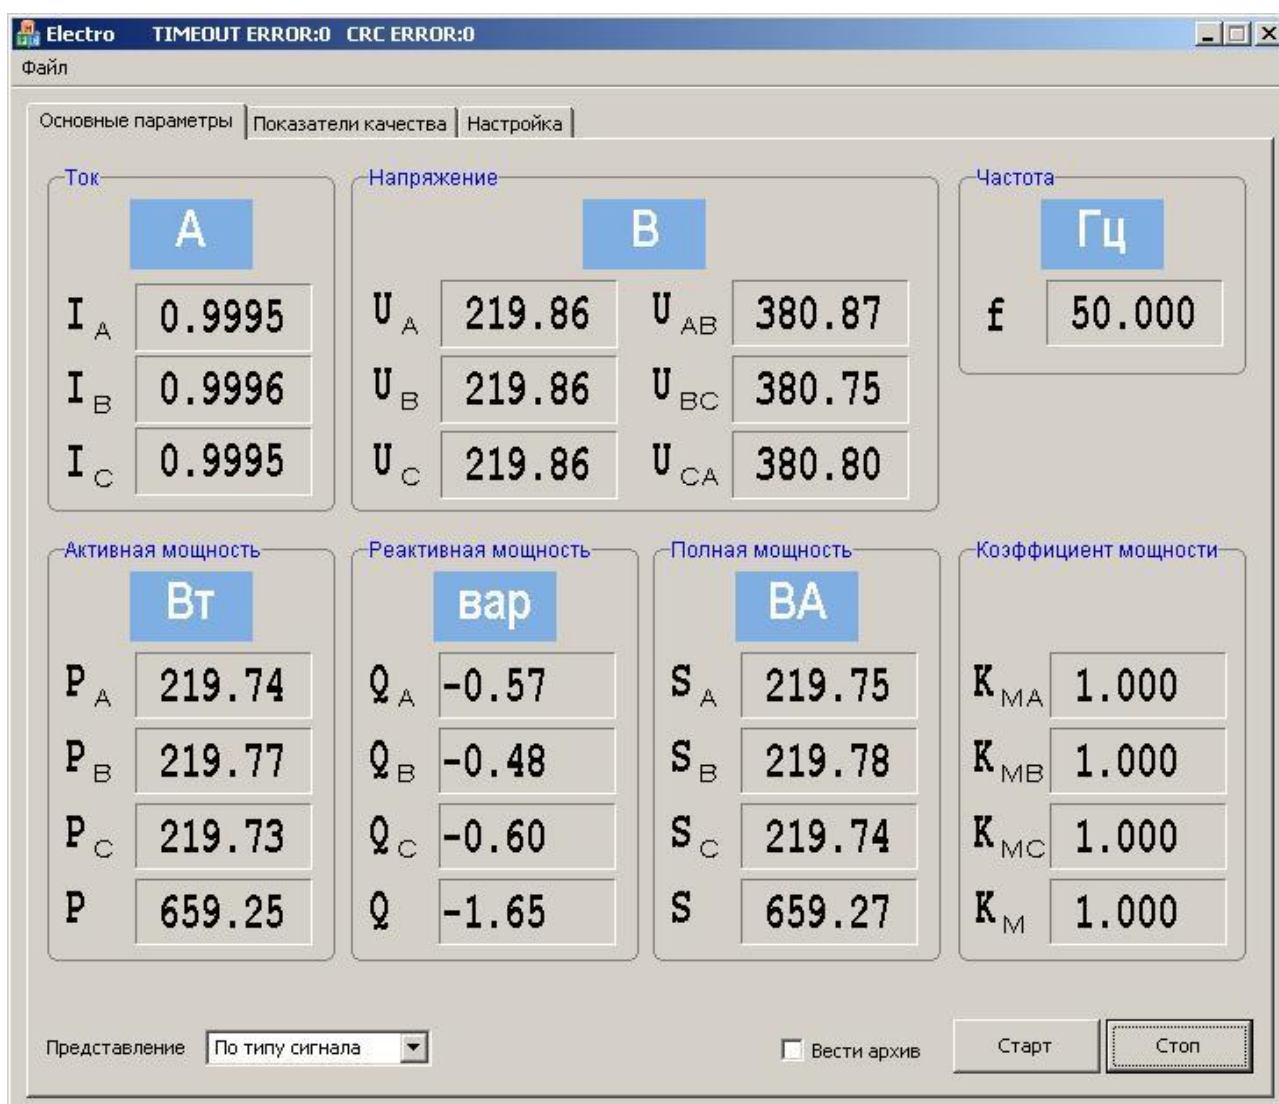 Electro TIMEOUT ERROR:0 CRC ERROR:0
Файл
Основные параметры Показатели качества Настройка
Ток Напряжение Частота
А В Гц
I A 0.9995 U A 219.86 U AB 380.87 f 50.000
I B 0.9996 U B 219.86 U BC 380.75
I C 0.9995 U C 219.86 U CA 380.80
Активная мощность Реактивная мощность Полная мощность Коэффициент мощности
Вт вар ВА
P A 219.74 Q A -0.57 S A 219.75 K MA 1.000
P B 219.77 Q B -0.48 S B 219.78 K MB 1.000
P C 219.73 Q C -0.60 S C 219.74 K MC 1.000
P 659.25 Q -1.65 S 659.27 K M 1.000
Представление По типу сигнала Вести архив Старт Стоп